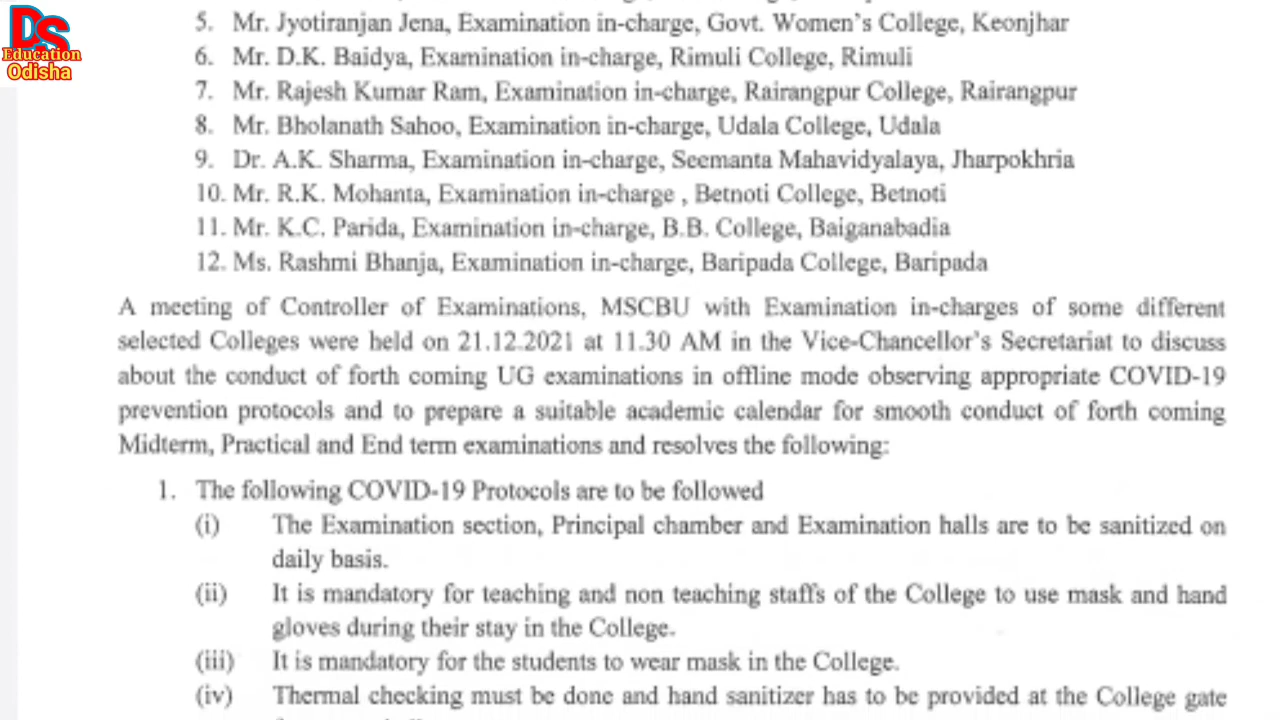 DS
Education
Odisha
5. Mr. Jyotiranjan Jena, Examination in-charge, Govt. Women's College, Keonjhar
6. Mr. D.K. Baidya, Examination in-charge, Rimuli College, Rimuli
7. Mr. Rajesh Kumar Ram, Examination in-charge, Rairangpur College, Rairangpur
8. Mr. Bholanath Sahoo, Examination in-charge, Udala College, Udala
9. Dr. A.K. Sharma, Examination in-charge, Seemanta Mahavidyalaya, Jharpokhria
10. Mr. R.K. Mohanta, Examination in-charge , Betnoti College, Betnoti
11. Mr. K.C. Parida, Examination in-charge, B.B. College, Baiganabadia
12. Ms. Rashmi Bhanja, Examination in-charge, Baripada College, Baripada
A meeting of Controller of Examinations, MSCBU with Examination in-charges of some different
selected Colleges were held on 21.12.2021 at 11.30 AM in the Vice-Chancellor's Secretariat to discuss
about the conduct of forth coming UG examinations in offline mode observing appropriate COVID-19
prevention protocols and to prepare a suitable academic calendar for smooth conduct of forth coming
Midterm, Practical and End term examinations and resolves the following:
1. The following COVID-19 Protocols are to be followed
(i) The Examination section, Principal chamber and Examination halls are to be sanitized on
daily basis.
(ii) It is mandatory for teaching and non teaching staffs of the College to use mask and hand
gloves during their stay in the College.
(iii) It is mandatory for the students to wear mask in the College.
(iv) Thermal checking must be done and hand sanitizer has to be provided at the College gate